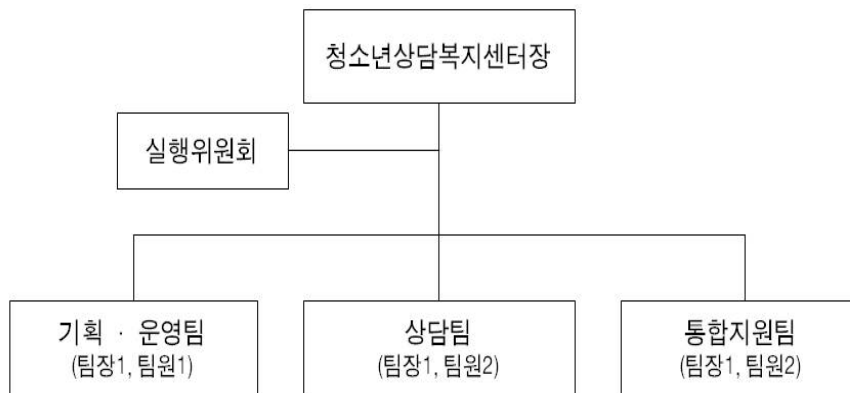 청소년상담복지센터장
실행위원회
기획 · 운영팀
(팀장1, 팀원1)
상담팀
(팀장1, 팀원2)
통합지원팀
(팀장1, 팀원2)